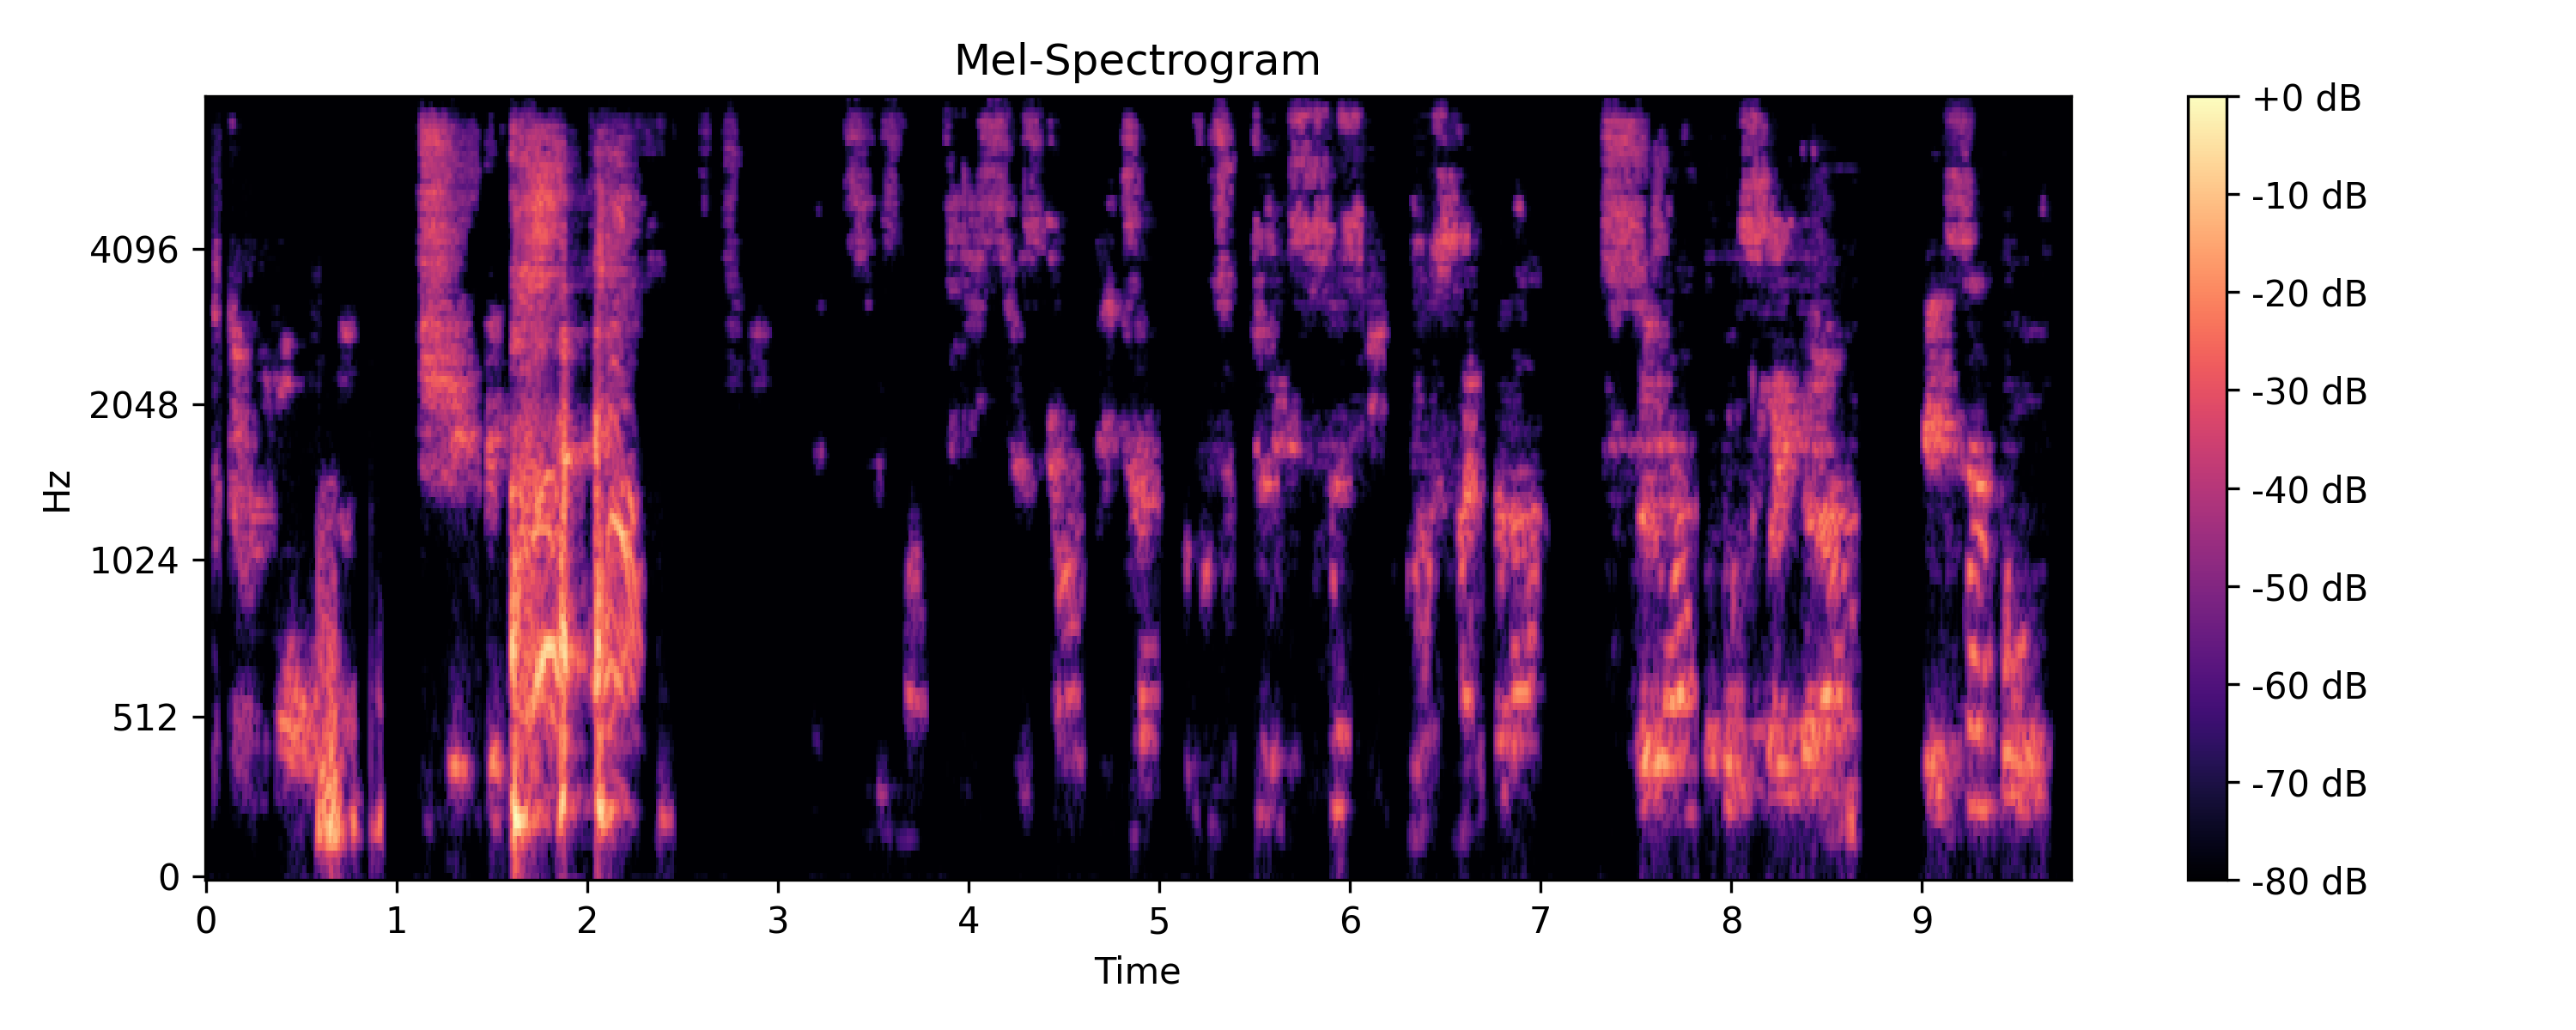 Mel-Spectrogram
+0 dB
-10 dB
-20 dB
-30 dB
-40 dB
-50 dB
-60 dB
-70 dB
-80 dB
Hz
4096
2048
1024
512
0
0 1 2 3 4 5 6 7 8 9
Time